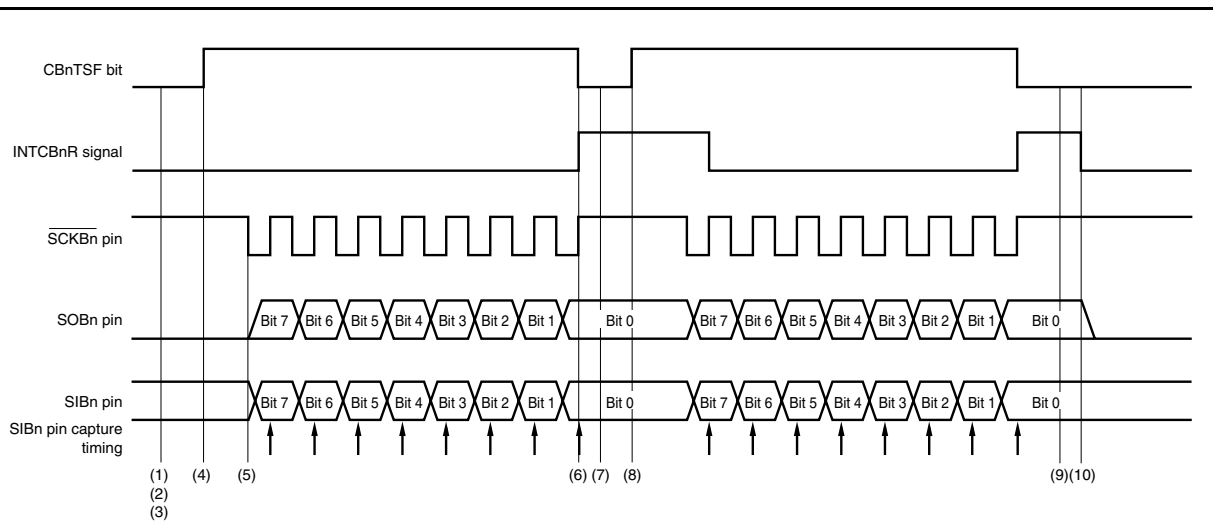 CBnTSF bit
INTCBnR signal
SCKBn pin
SOBn pin
Bit 7 Bit 6 Bit 5 Bit 4 Bit 3 Bit 2 Bit 1 Bit 0 Bit 7 Bit 6 Bit 5 Bit 4 Bit 3 Bit 2 Bit 1 Bit 0
SIBn pin
Bit 7 Bit 6 Bit 5 Bit 4 Bit 3 Bit 2 Bit 1 Bit 0 Bit 7 Bit 6 Bit 5 Bit 4 Bit 3 Bit 2 Bit 1 Bit 0
SIBn pin capture
timing
(1) (4) (5) (6) (7) (8) (9) (10)
(2)
(3)